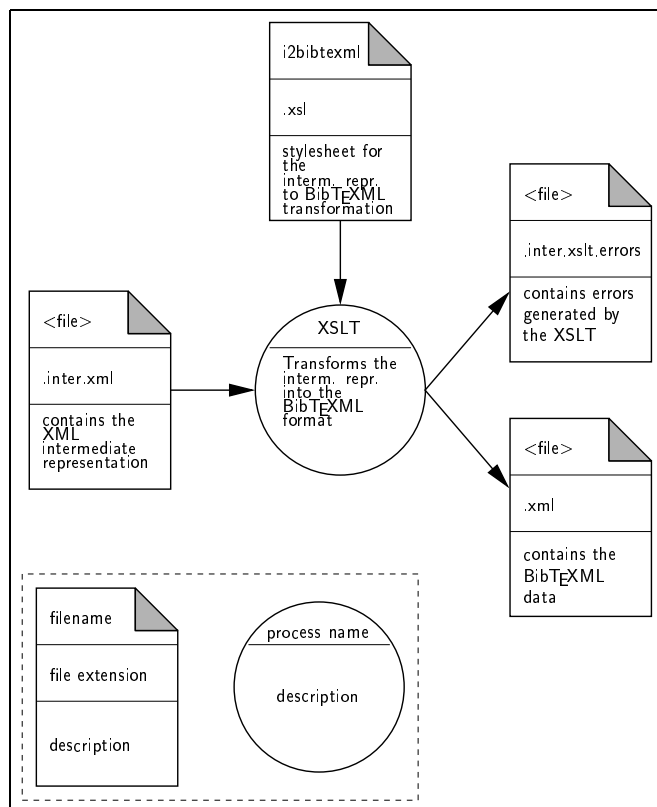 i2bibtexml
.xsl
stylesheet for
the
interm. repr.
to BibTEXML
transformation
<file>
.inter.xml
contains the
XML
intermediate
representation
XSLT
Transforms the
interm. repr.
into the
BibTEXML
format
<file>
.inter.xslt.errors
contains errors
generated by
the XSLT
<file>
.xml
contains the
BibTEXML
data
filename
file extension
description
process name
description